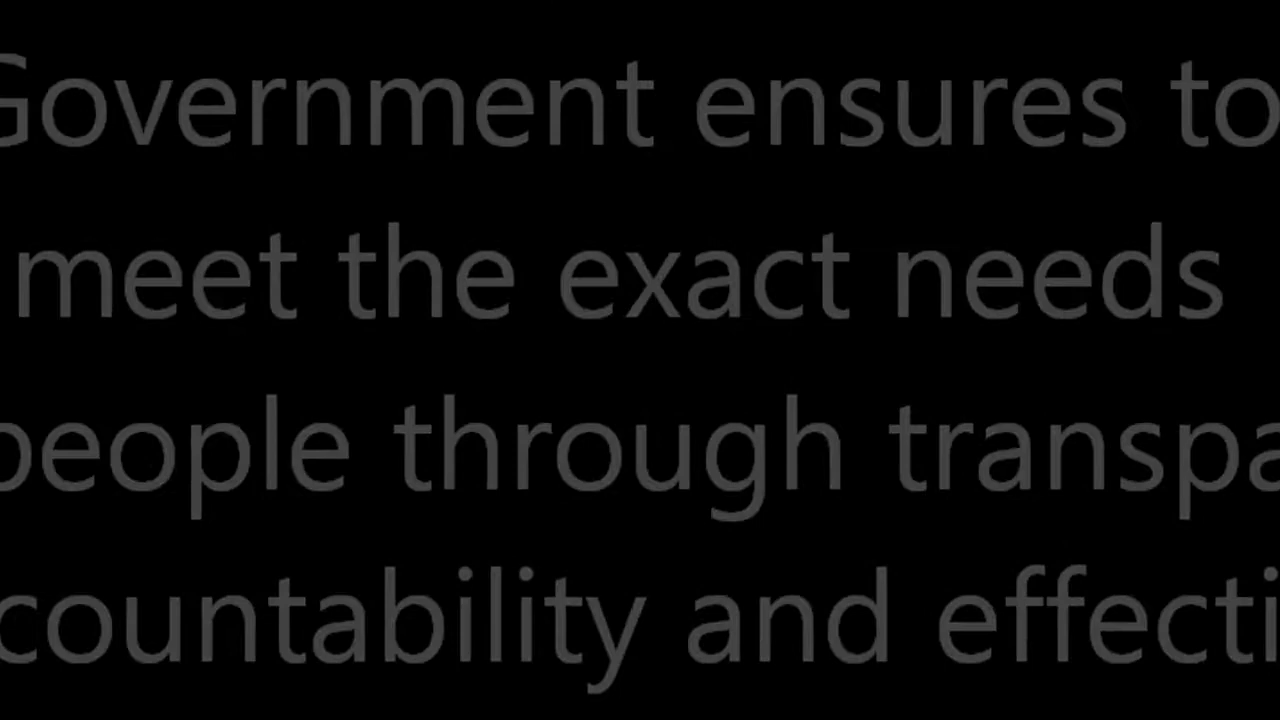 Government ensures to
meet the exact needs
people through transpa
countability and effecti